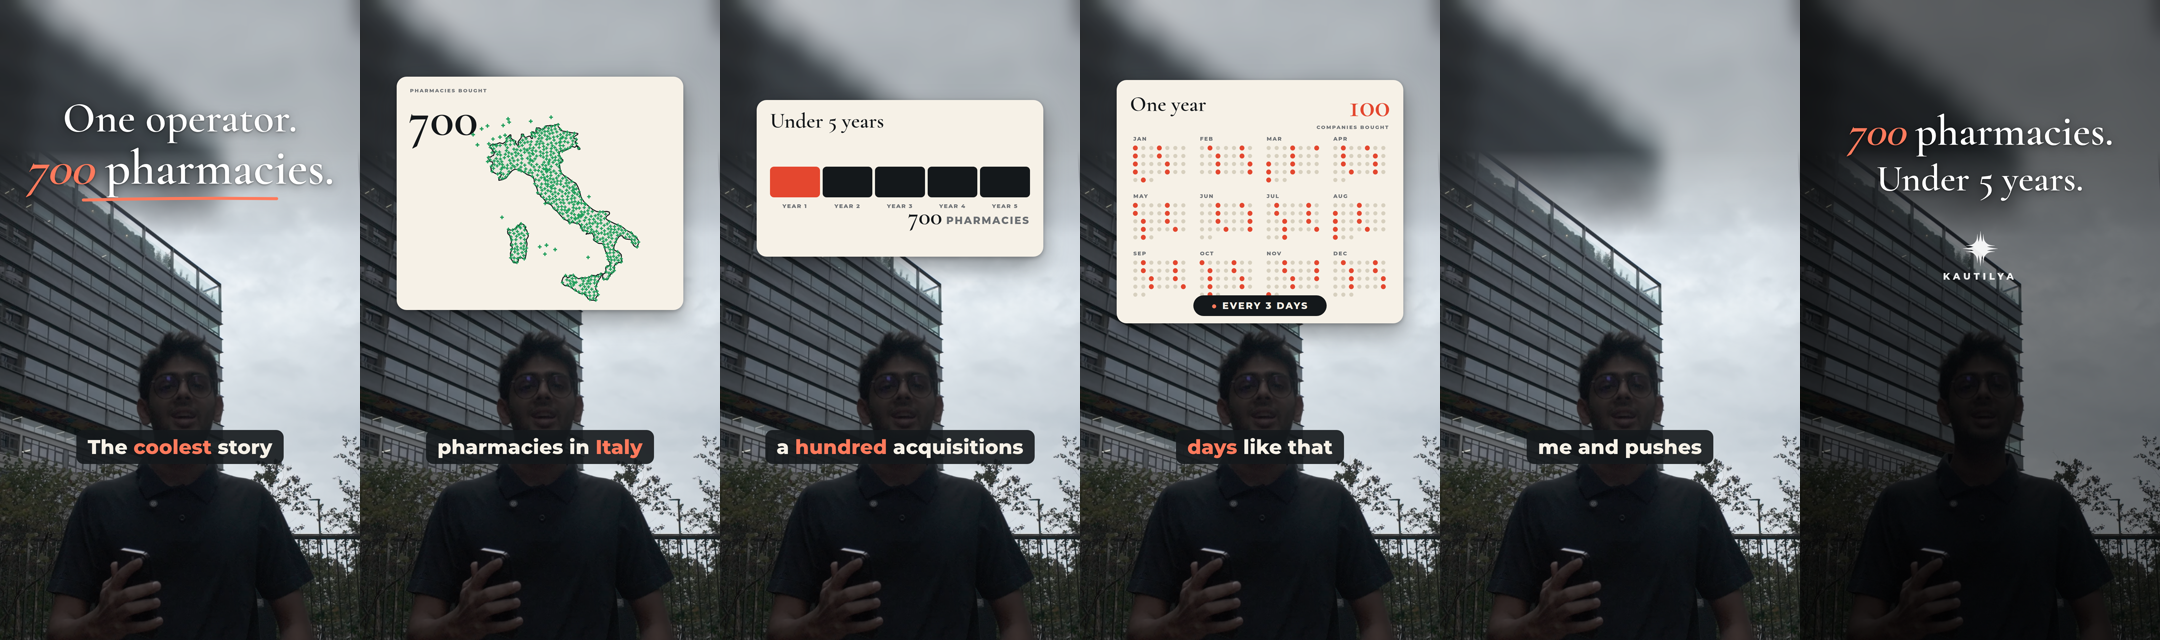 One operator.
700 pharmacies.
The coolest story
PHARMACIES BOUGHT
700
pharmacies in Italy
Under 5 years
YEAR 1 YEAR 2 YEAR 3 YEAR 4 YEAR 5
700 PHARMACIES
a hundred acquisitions
One year
100
COMPANIES BOUGHT
JAN FEB MAR APR
MAY JUN JUL AUG
SEP OCT NOV DEC
EVERY 3 DAYS
days like that
me and pushes
700 pharmacies.
Under 5 years.
KAUTILYA